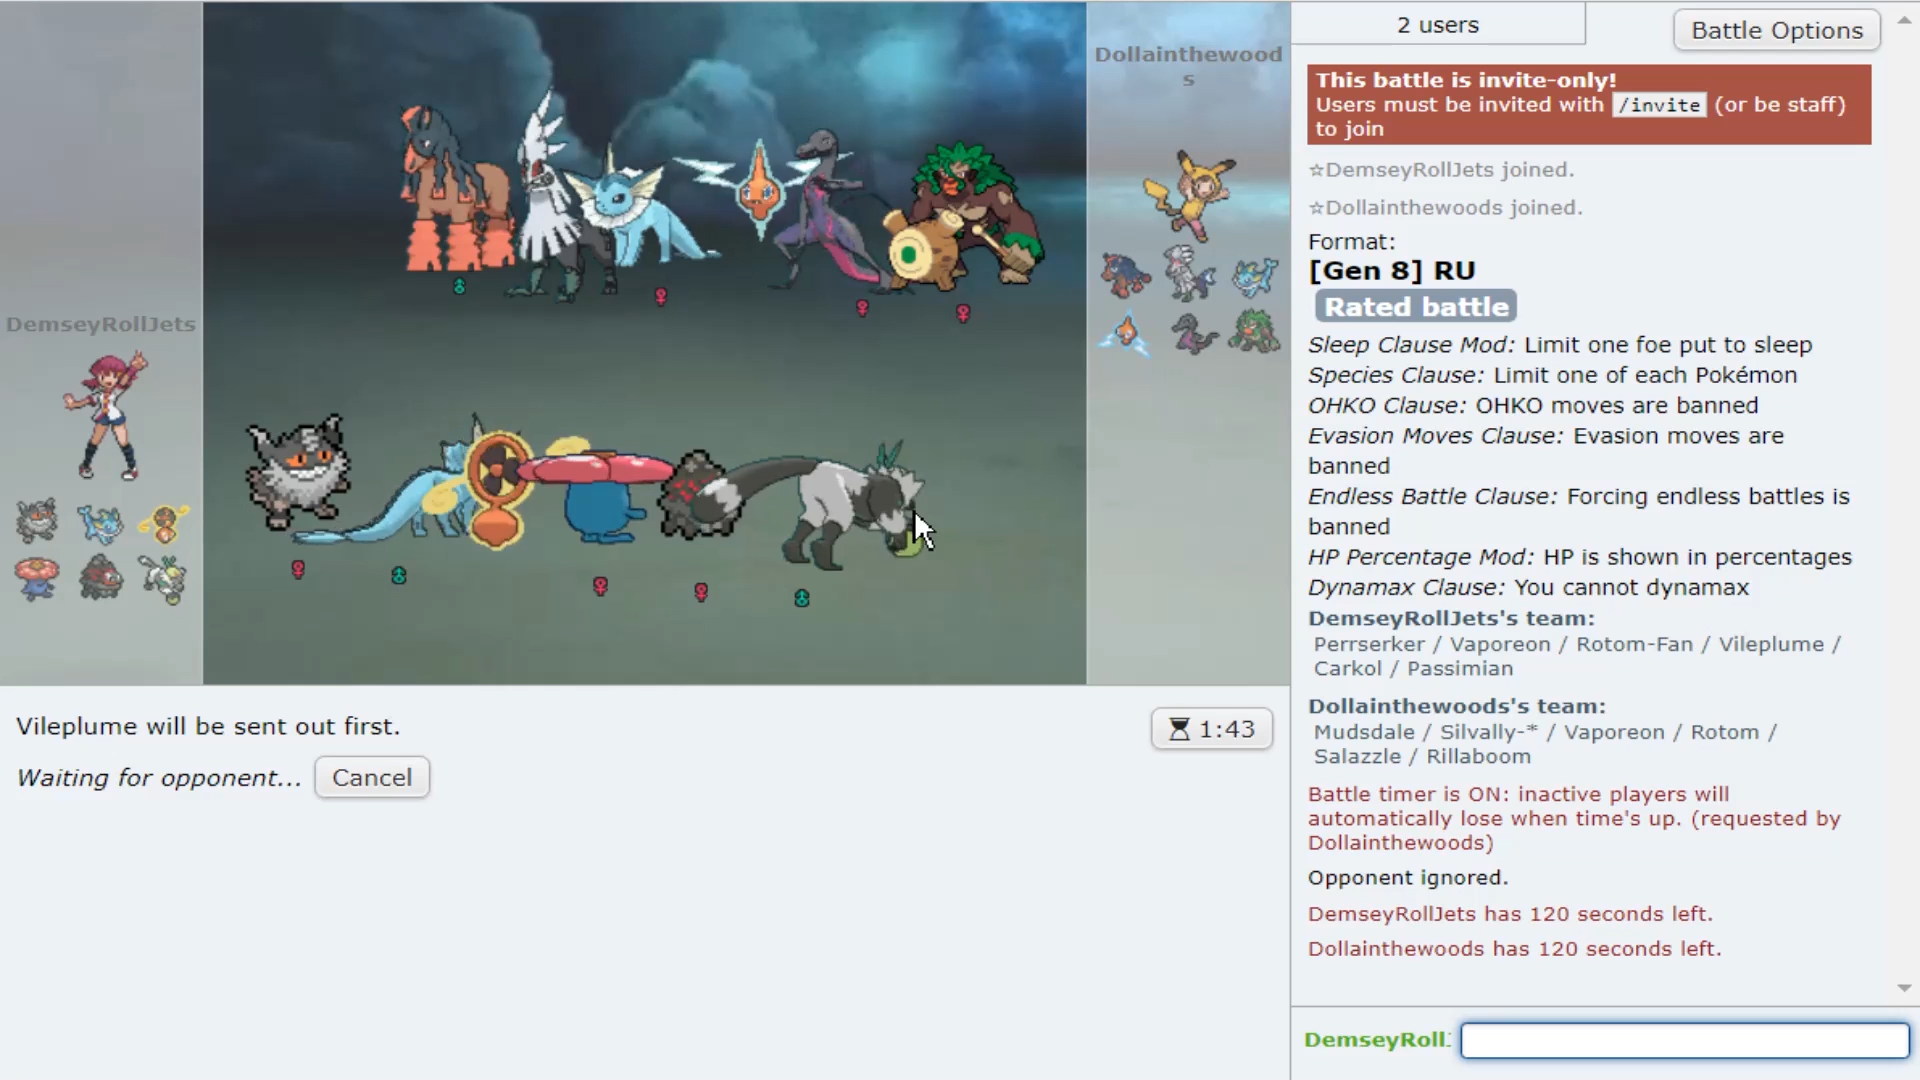 Dollainthewood
s
DemseyRollJets
Vileplume will be sent out first.
1:43
Waiting for opponent...
Cancel
2 users
Battle Options
This battle is invite-only!
Users must be invited with /invite (or be staff)
to join
☆DemseyRollJets joined.
☆Dollainthewoods joined.
Format:
[Gen 8] RU
Rated battle
Sleep Clause Mod: Limit one foe put to sleep
Species Clause: Limit one of each Pokémon
OHKO Clause: OHKO moves are banned
Evasion Moves Clause: Evasion moves are
banned
Endless Battle Clause: Forcing endless battles is
banned
HP Percentage Mod: HP is shown in percentages
Dynamax Clause: You cannot dynamax
DemseyRollJets's team:
Perrserker / Vaporeon / Rotom-Fan / Vileplume /
Carkol / Passimian
Dollainthewoods's team:
Mudsdale / Silvally-* / Vaporeon / Rotom /
Salazzle / Rillaboom
Battle timer is ON: inactive players will
automatically lose when time's up. (requested by
Dollainthewoods)
Opponent ignored.
DemseyRollJets has 120 seconds left.
Dollainthewoods has 120 seconds left.
DemseyRoll